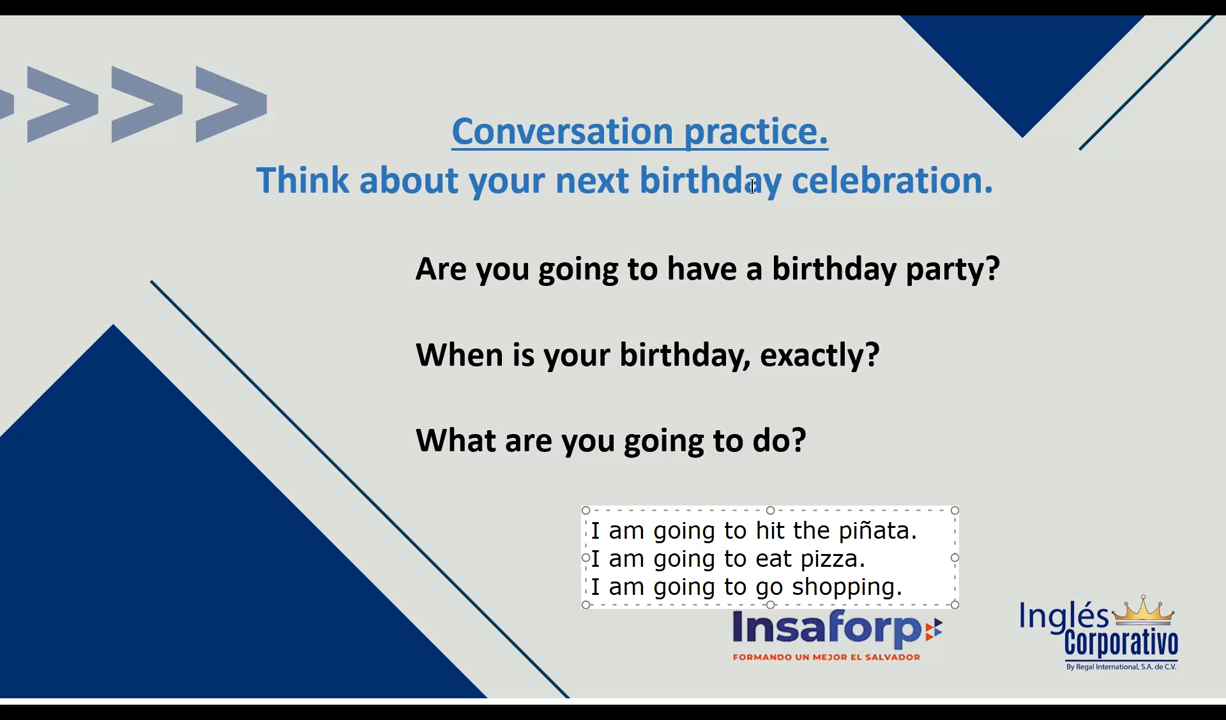 Conversation practice.
Think about your next birthday celebration.
Are you going to have a birthday party?
When is your birthday, exactly?
What are you going to do?
I am going to hit the piñata.
I am going to eat pizza.
I am going to go shopping.
Insaforp
FORMANDO UN MEJOR EL SALVADOR
Inglés
Corporativo
By Regal International, S.A. de C.V.